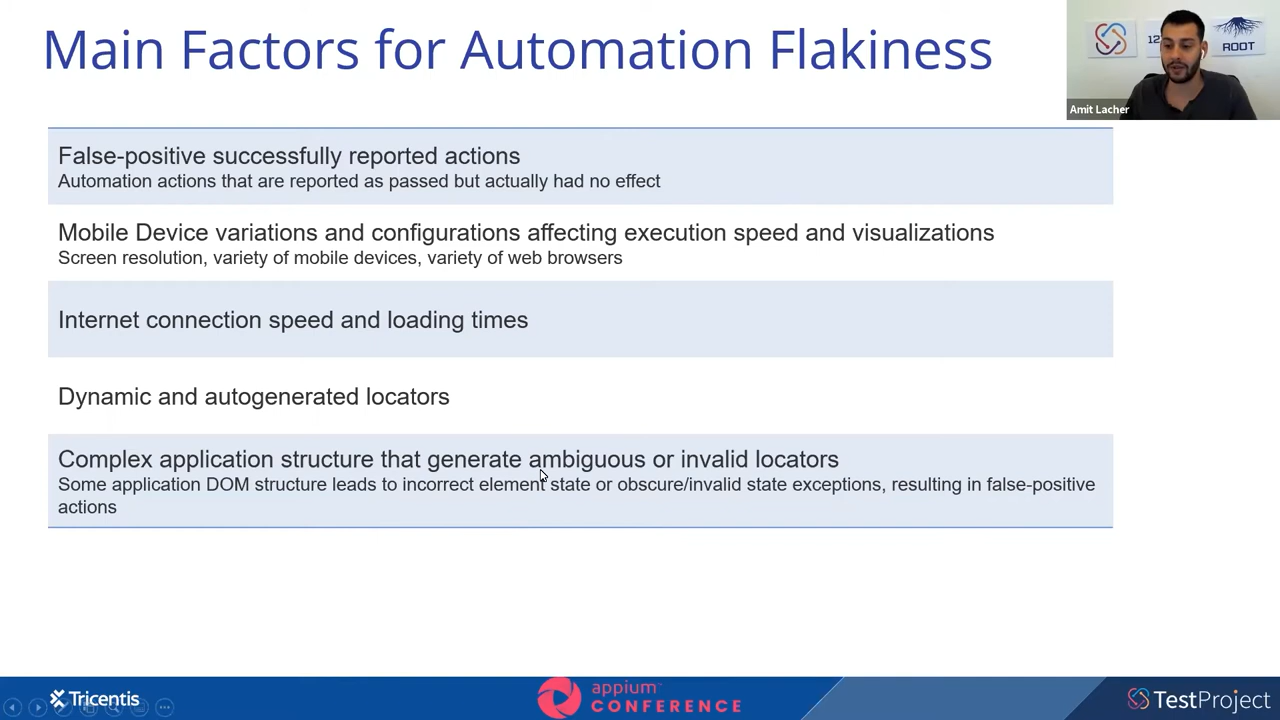 Main Factors for Automation Flakiness
ROOT
Amit Lacher
False-positive successfully reported actions
Automation actions that are reported as passed but actually had no effect
Mobile Device variations and configurations affecting execution speed and visualizations
Screen resolution, variety of mobile devices, variety of web browsers
Internet connection speed and loading times
Dynamic and autogenerated locators
Complex application structure that generate ambiguous or invalid locators
Some application DOM structure leads to incorrect element state or obscure/invalid state exceptions, resulting in false-positive
actions
Tricentis
appium™
CONFERENCE
TestProject